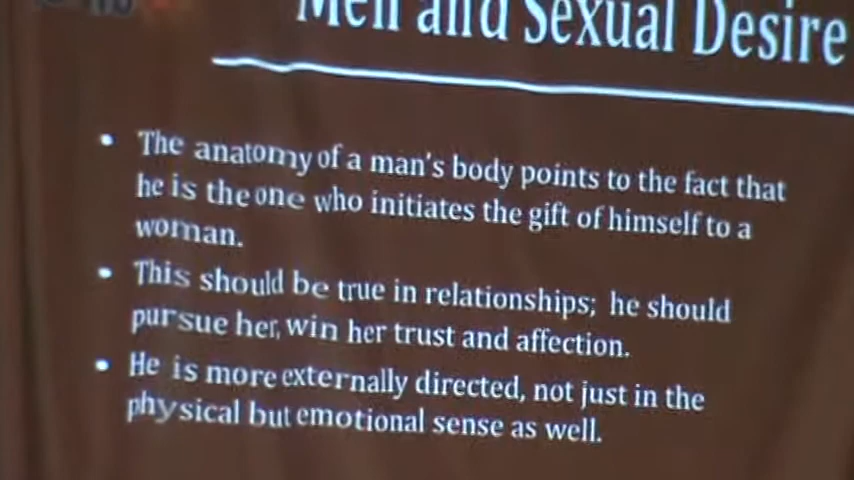 Men and Sexual Desire
• The anatomy of a man's body points to the fact that
he is the one who initiates the gift of himself to a
woman.
• This should be true in relationships; he should
pursue her, win her trust and affection.
• He is more externally directed, not just in the
physical but emotional sense as well.